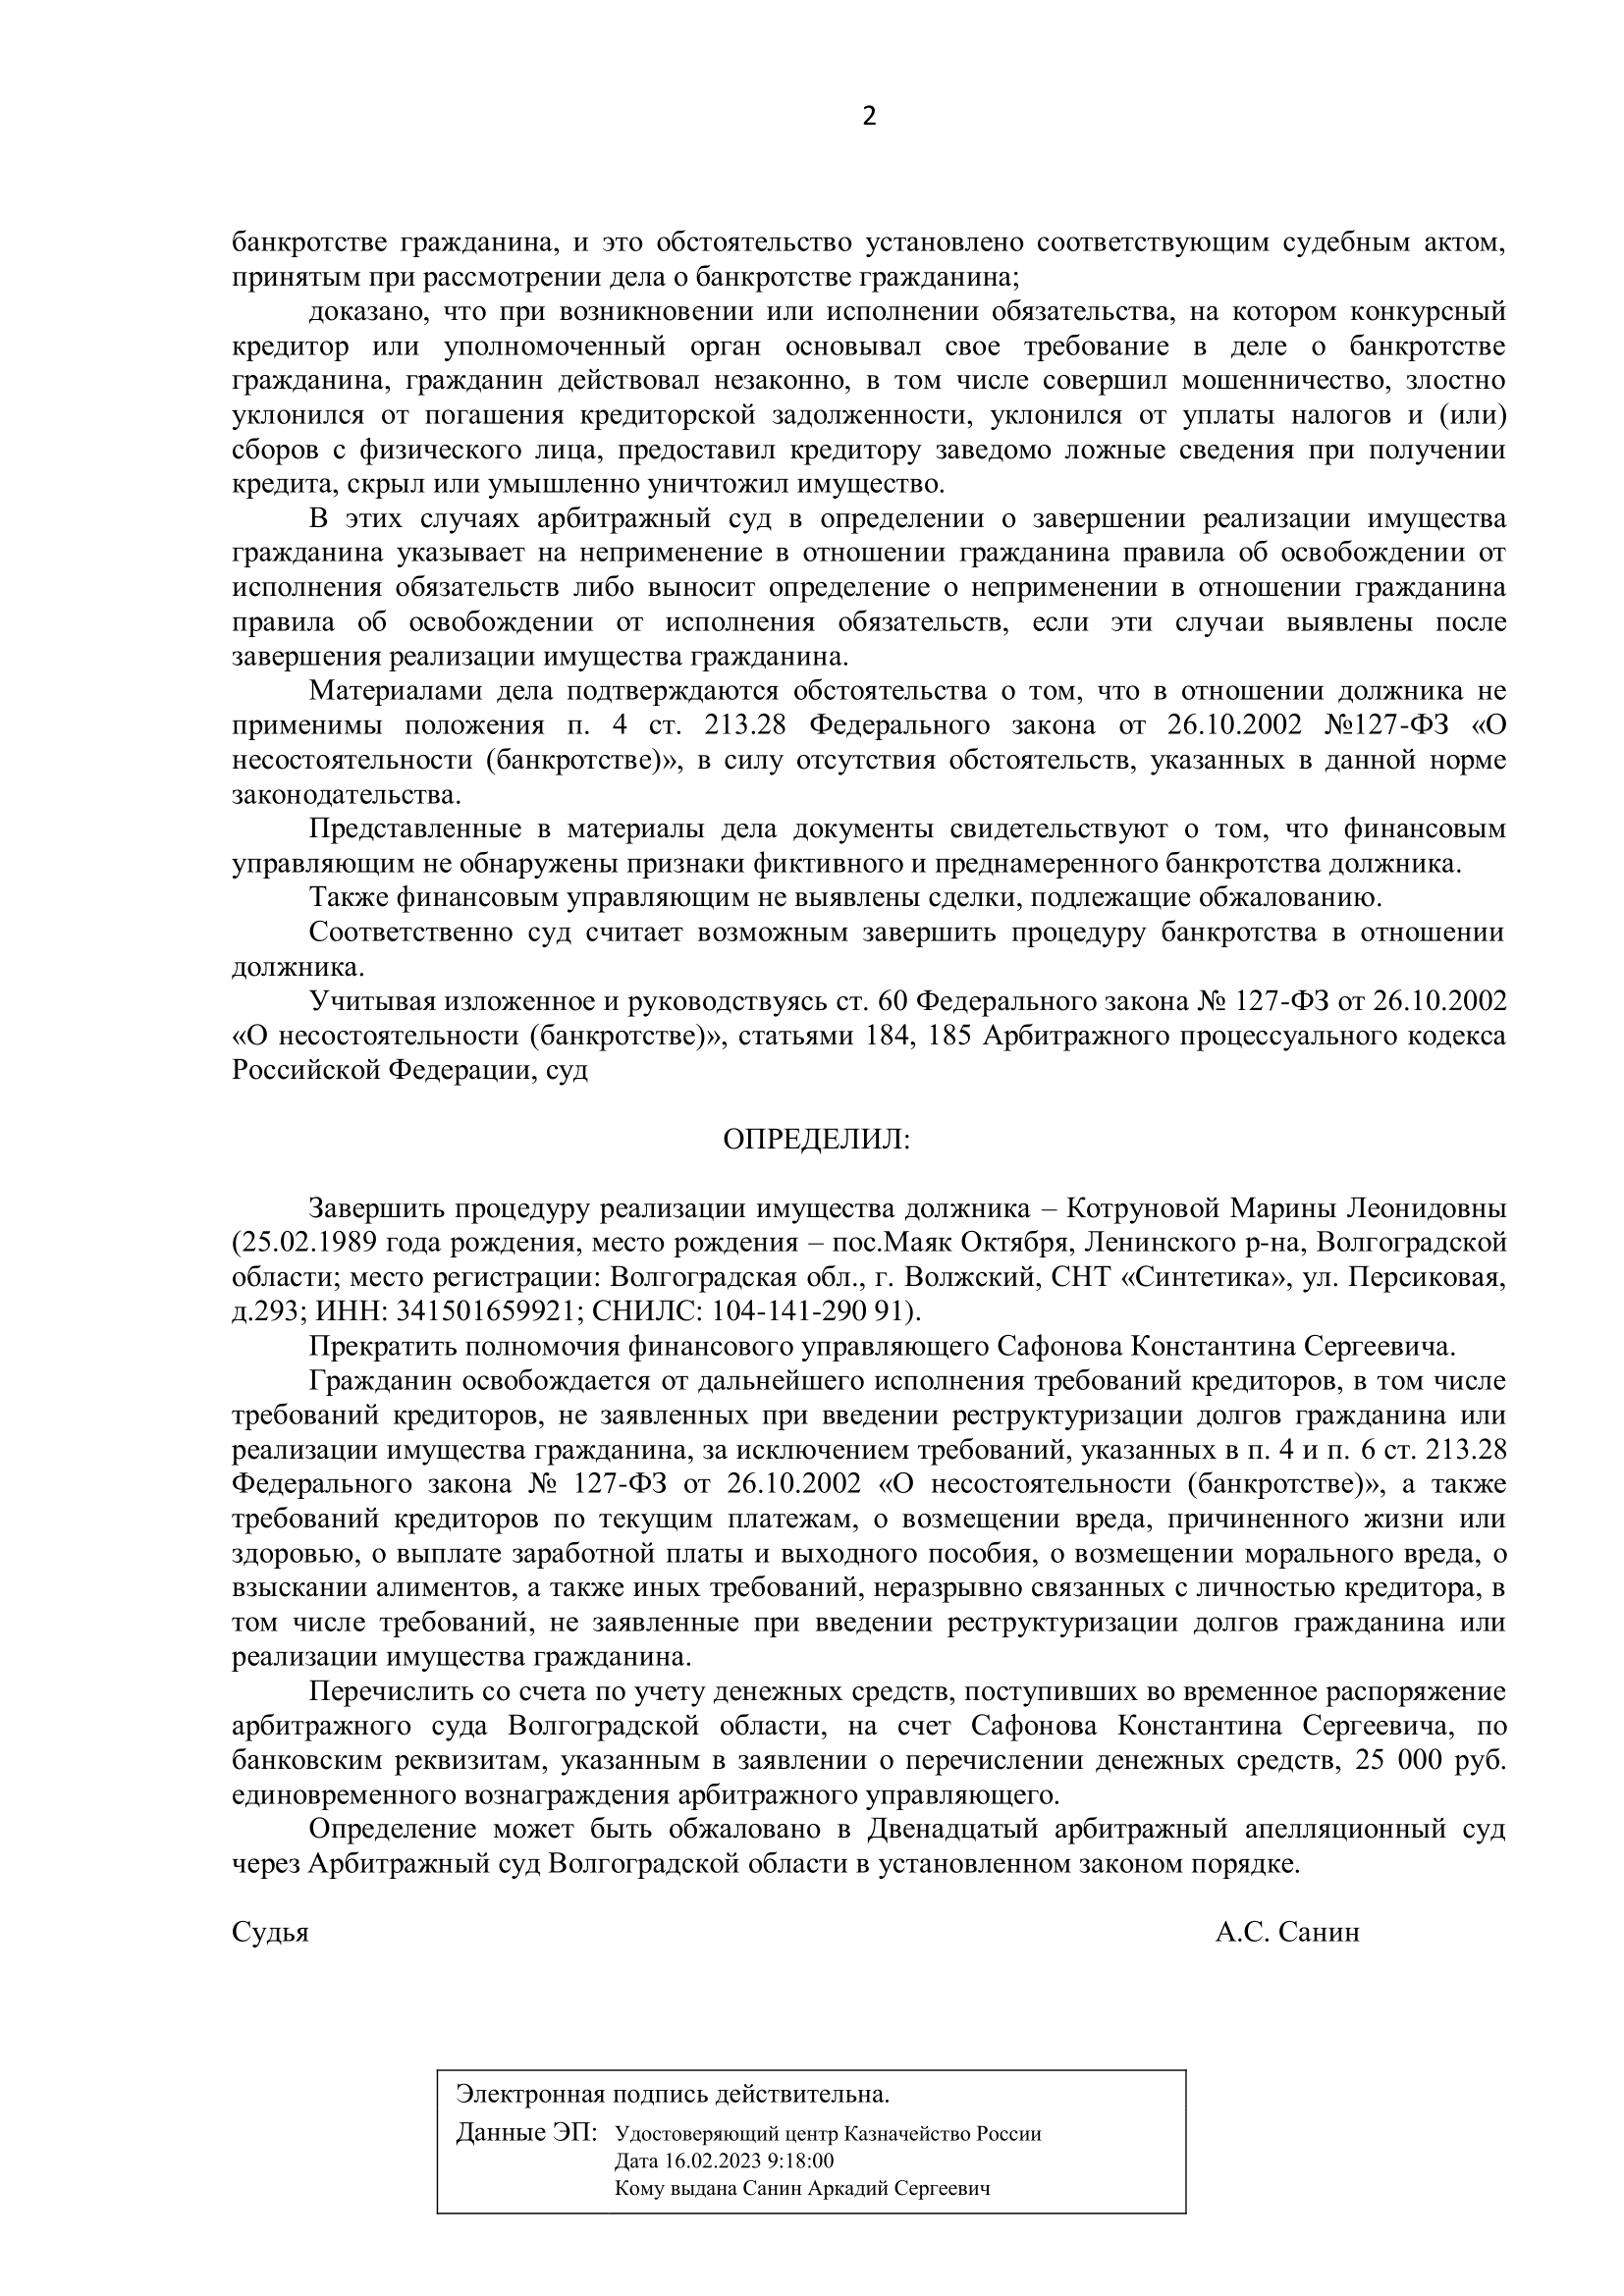 2
банкротстве гражданина, и это обстоятельство установлено соответствующим судебным актом,
принятым при рассмотрении дела о банкротстве гражданина;
доказано, что при возникновении или исполнении обязательства, на котором конкурсный
кредитор или уполномоченный орган основывал свое требование в деле о банкротстве
гражданина, гражданин действовал незаконно, в том числе совершил мошенничество, злостно
уклонился от погашения кредиторской задолженности, уклонился от уплаты налогов и (или)
сборов с физического лица, предоставил кредитору заведомо ложные сведения при получении
кредита, скрыл или умышленно уничтожил имущество.
В этих случаях арбитражный суд в определении о завершении реализации имущества
гражданина указывает на неприменение в отношении гражданина правила об освобождении от
исполнения обязательств либо выносит определение о неприменении в отношении гражданина
правила об освобождении от исполнения обязательств, если эти случаи выявлены после
завершения реализации имущества гражданина.
Материалами дела подтверждаются обстоятельства о том, что в отношении должника не
применимы положения п. 4 ст. 213.28 Федерального закона от 26.10.2002 №127-ФЗ «О
несостоятельности (банкротстве)», в силу отсутствия обстоятельств, указанных в данной норме
законодательства.
Представленные в материалы дела документы свидетельствуют о том, что финансовым
управляющим не обнаружены признаки фиктивного и преднамеренного банкротства должника.
Также финансовым управляющим не выявлены сделки, подлежащие обжалованию.
Соответственно суд считает возможным завершить процедуру банкротства в отношении
должника.
Учитывая изложенное и руководствуясь ст. 60 Федерального закона № 127-ФЗ от 26.10.2002
«О несостоятельности (банкротстве)», статьями 184, 185 Арбитражного процессуального кодекса
Российской Федерации, суд
ОПРЕДЕЛИЛ:
Завершить процедуру реализации имущества должника – Котруновой Марины Леонидовны
(25.02.1989 года рождения, место рождения – пос.Маяк Октября, Ленинского р-на, Волгоградской
области; место регистрации: Волгоградская обл., г. Волжский, СНТ «Синтетика», ул. Персиковая,
д.293; ИНН: 341501659921; СНИЛС: 104-141-290 91).
Прекратить полномочия финансового управляющего Сафонова Константина Сергеевича.
Гражданин освобождается от дальнейшего исполнения требований кредиторов, в том числе
требований кредиторов, не заявленных при введении реструктуризации долгов гражданина или
реализации имущества гражданина, за исключением требований, указанных в п. 4 и п. 6 ст. 213.28
Федерального закона № 127-ФЗ от 26.10.2002 «О несостоятельности (банкротстве)», а также
требований кредиторов по текущим платежам, о возмещении вреда, причиненного жизни или
здоровью, о выплате заработной платы и выходного пособия, о возмещении морального вреда, о
взыскании алиментов, а также иных требований, неразрывно связанных с личностью кредитора, в
том числе требований, не заявленные при введении реструктуризации долгов гражданина или
реализации имущества гражданина.
Перечислить со счета по учету денежных средств, поступивших во временное распоряжение
арбитражного суда Волгоградской области, на счет Сафонова Константина Сергеевича, по
банковским реквизитам, указанным в заявлении о перечислении денежных средств, 25 000 руб.
единовременного вознаграждения арбитражного управляющего.
Определение может быть обжаловано в Двенадцатый арбитражный апелляционный суд
через Арбитражный суд Волгоградской области в установленном законом порядке.
Судья А.С. Санин
Электронная подпись действительна.
Данные ЭП: Удостоверяющий центр Казначейство России
Дата 16.02.2023 9:18:00
Кому выдана Санин Аркадий Сергеевич